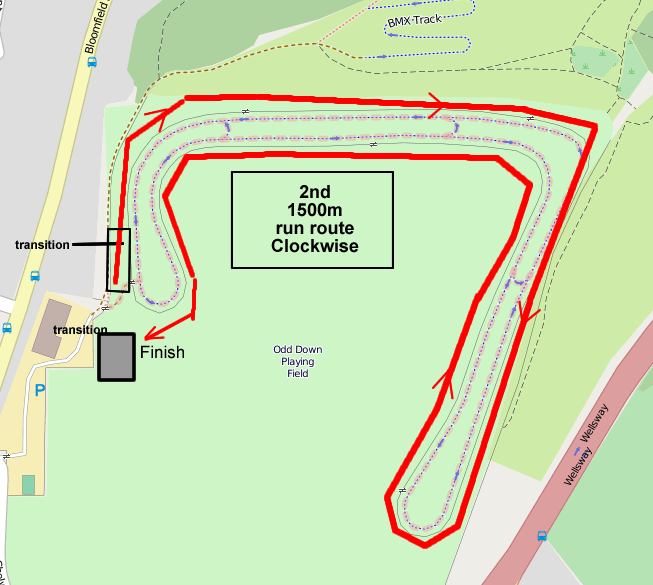 BMX Track
Bloomfield
2nd
1500m
run route
Clockwise
transition
transition
Finish
Odd Down
Playing
Field
P
Wellsway
Wellsway